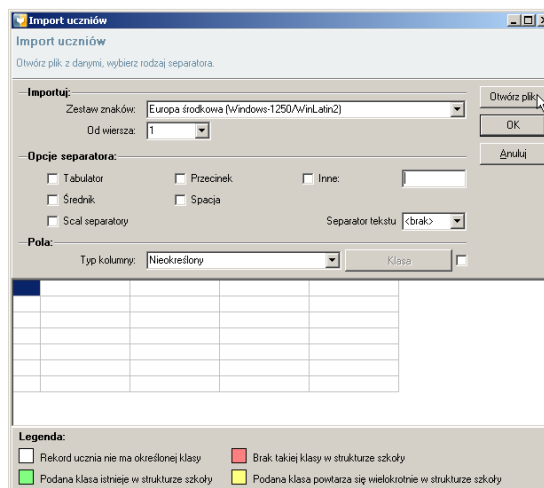 Import uczniów
Import uczniów
Otwórz plik z danymi, wybierz rodzaj separatora.
Importuj:
Zestaw znaków: Europa środkowa (Windows-1250/WinLatin2)
Od wiersza: 1
Otwórz plik
OK
Anuluj
Opcje separatora:
Tabulator Przecinek Inne:
Średnik Spacja
Scal separatory Separator tekstu <brak>
Pola:
Typ kolumny: Nieokreślony Klasa
Legenda:
Rekord ucznia nie ma określonej klasy Brak takiej klasy w strukturze szkoły
Podana klasa istnieje w strukturze szkoły Podana klasa powtarza się wielokrotnie w strukturze szkoły